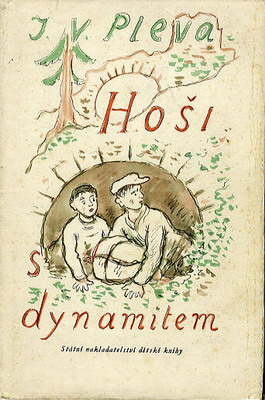 J. V. Pleva
Hoši
s
dynamitem
Státní nakladatelství dětské knihy